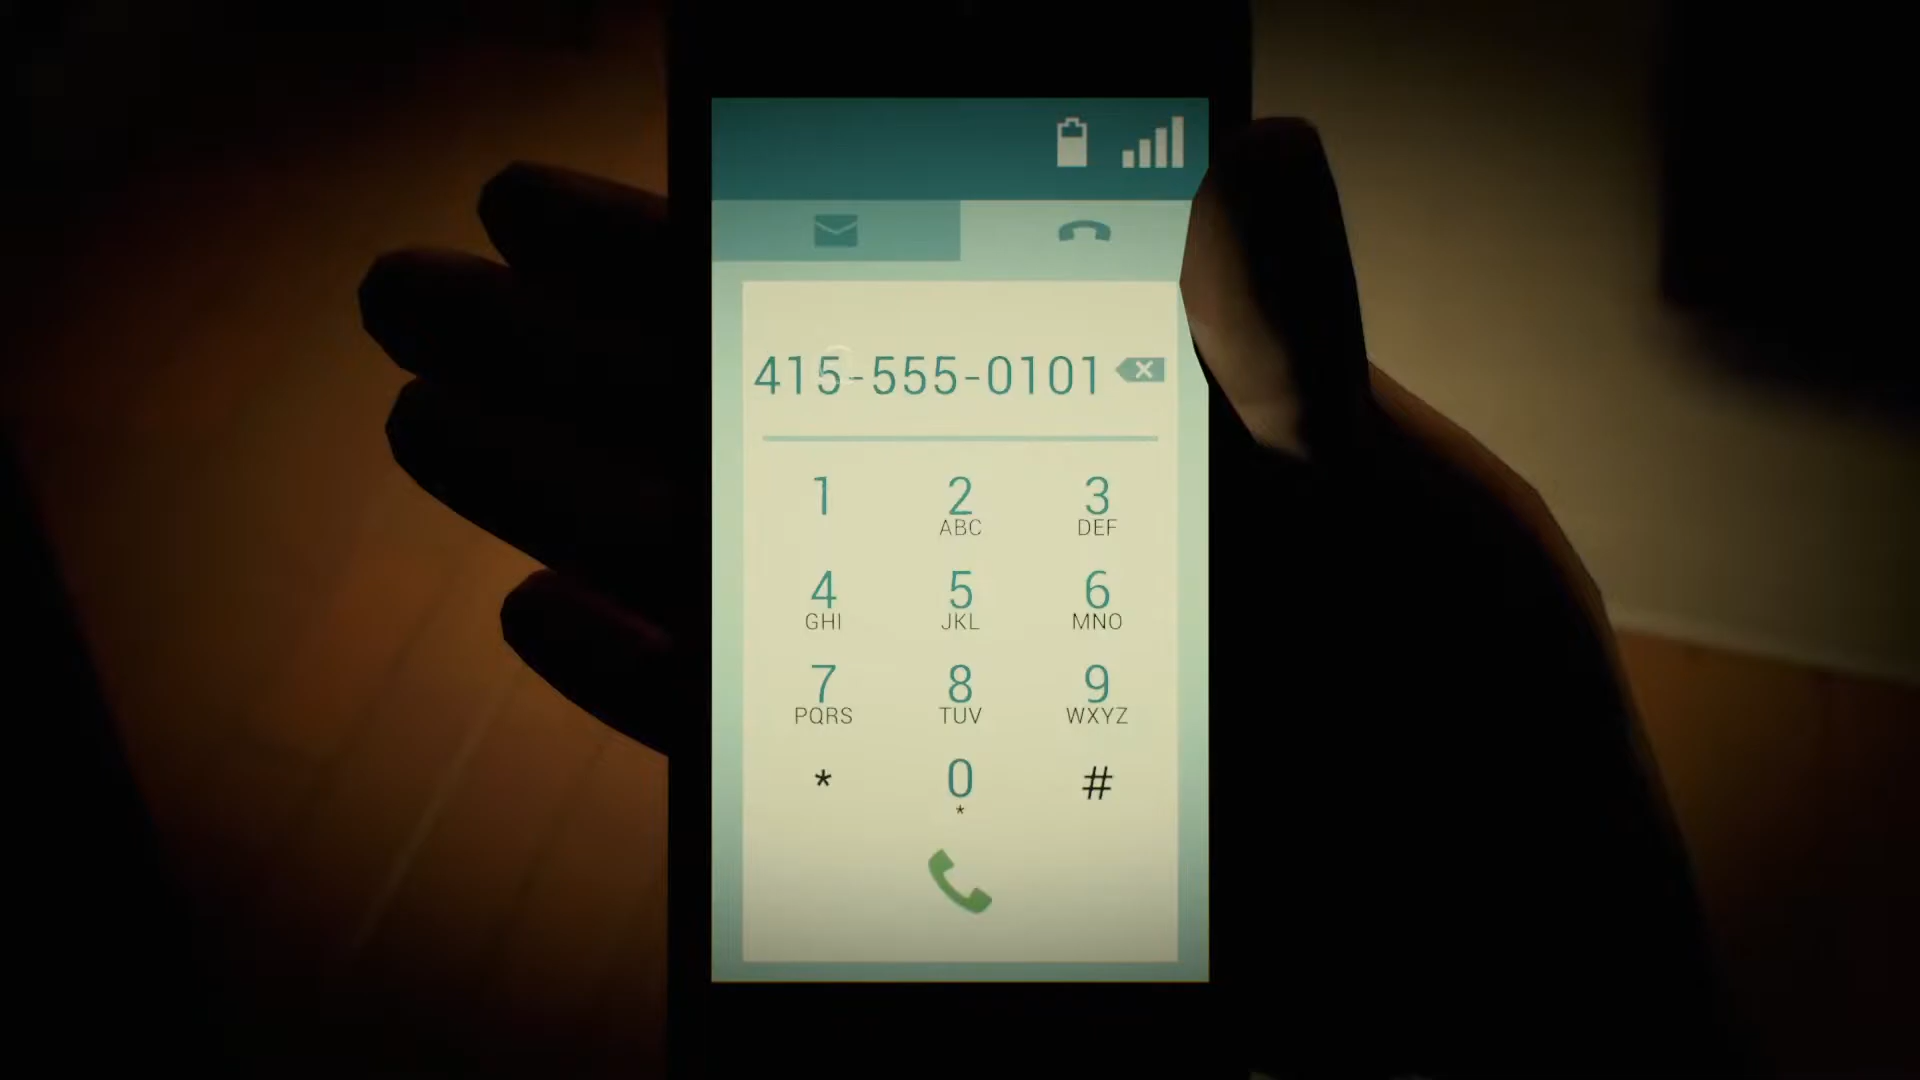 415-555-0101
1 2 3
ABC DEF
4 5 6
GHI JKL MNO
7 8 9
PQRS TUV WXYZ
* 0 #
*